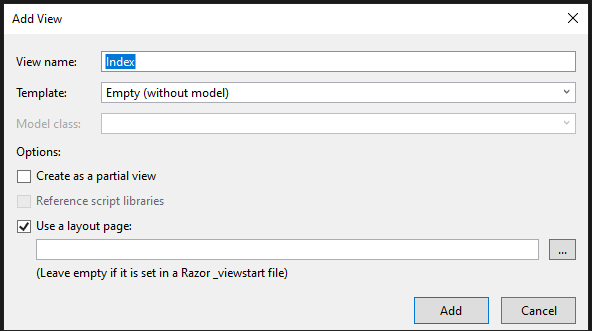 Add View
View name: Index
Template: Empty (without model)
Model class:
Options:
Create as a partial view
Reference script libraries
Use a layout page:
...
(Leave empty if it is set in a Razor _viewstart file)
Add Cancel